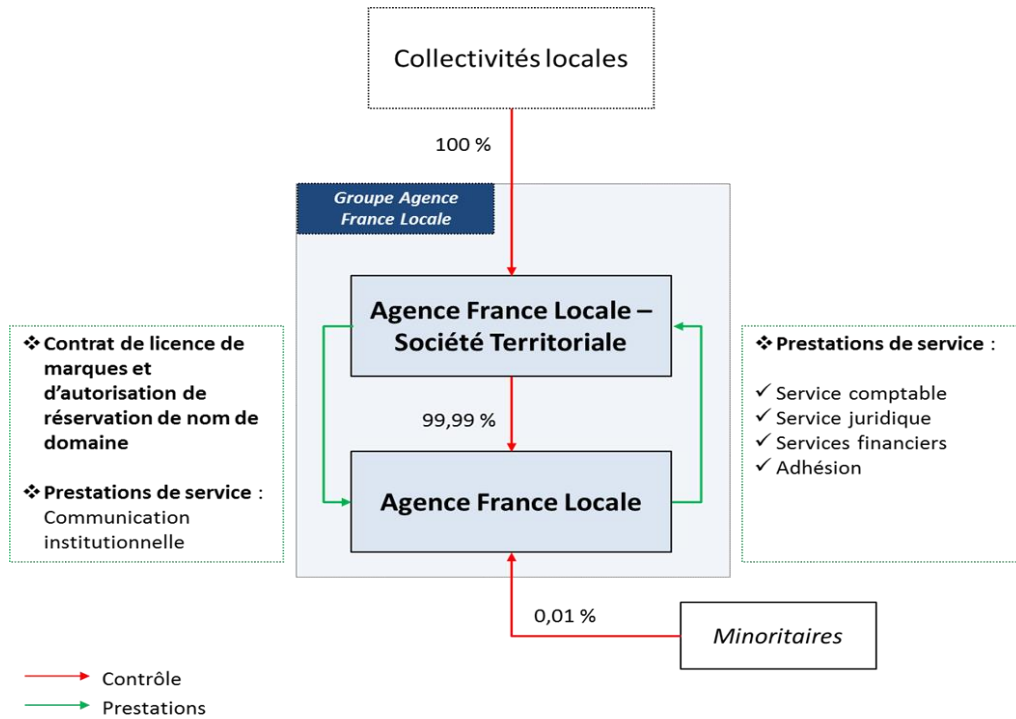 Collectivités locales
100 %
Groupe Agence
France Locale
Agence France Locale –
Société Territoriale
❖ Contrat de licence de
marques et
d'autorisation de
réservation de nom de
domaine
❖ Prestations de service :
Communication
institutionnelle
❖ Prestations de service :
✓ Service comptable
✓ Service juridique
✓ Services financiers
✓ Adhésion
99,99 %
Agence France Locale
0,01 %
Minoritaires
Contrôle
Prestations